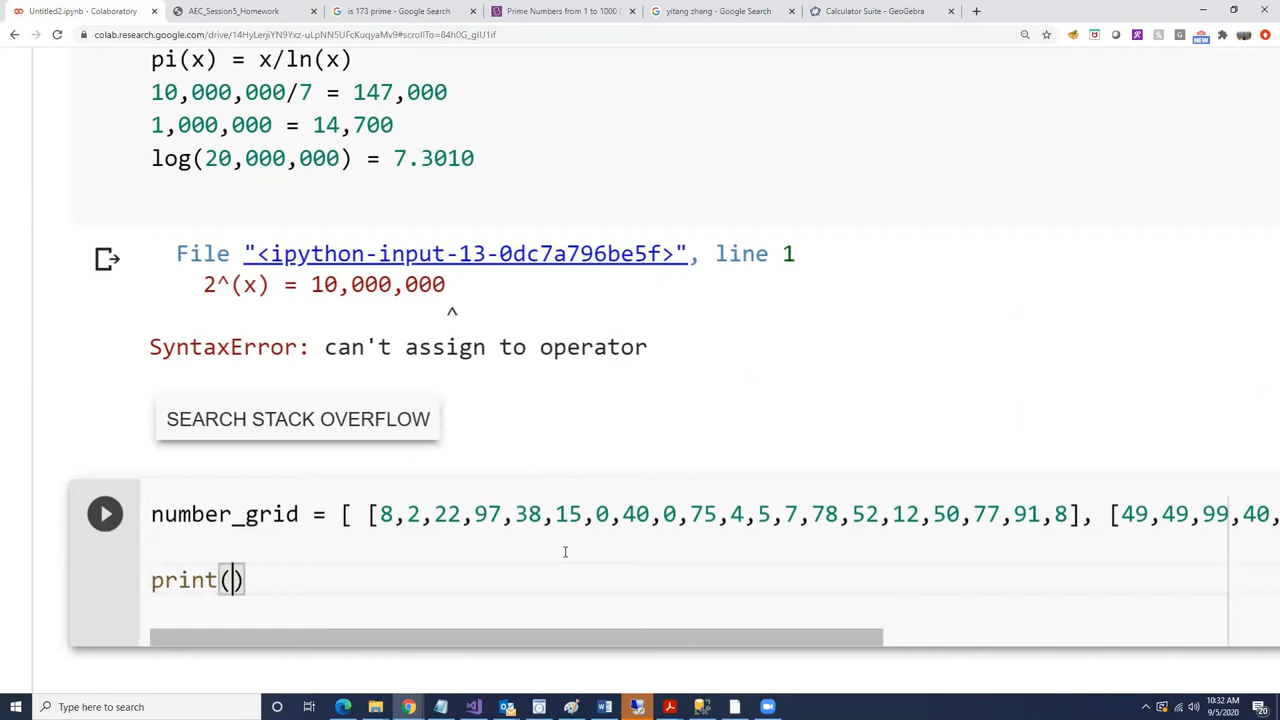 Untitled2.ipynb - Colaboratory
AEC_Session5_Homework
is 173 prime - Google Search
Prime Numbers from 1 to 1000
yitang zhang - Google Search
Calculator Suite - GeoGebra
colab.research.google.com/drive/14HyLerjiYN9Yxz-uLpNN5UFcKuqyaMv9#scrollTo=84h0G_gIU1if
NEW
pi(x) = x/ln(x)
10,000,000/7 = 147,000
1,000,000 = 14,700
log(20,000,000) = 7.3010
File "<ipython-input-13-0dc7a796be5f>", line 1
2^(x) = 10,000,000
^
SyntaxError: can't assign to operator
SEARCH STACK OVERFLOW
number_grid = [ [8,2,22,97,38,15,0,40,0,75,4,5,7,78,52,12,50,77,91,8], [49,49,99,40,
print()
Type here to search
10:32 AM
9/5/2020
20